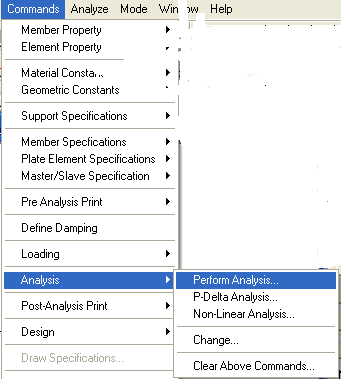 Commands Analyze Mode Help
Member Property
Element Property
Material
Geometric Constants
Support Specifications
Member Specfications
Plate Element Specifications
Master/Slave Specification
Pre Analysis Print
Define Damping
Loading
Analysis Perform Analysis...
P-Delta Analysis...
Post-Analysis Print Non-Linear Analysis...
Design Change...
Draw Specifications... Clear Above Commands...